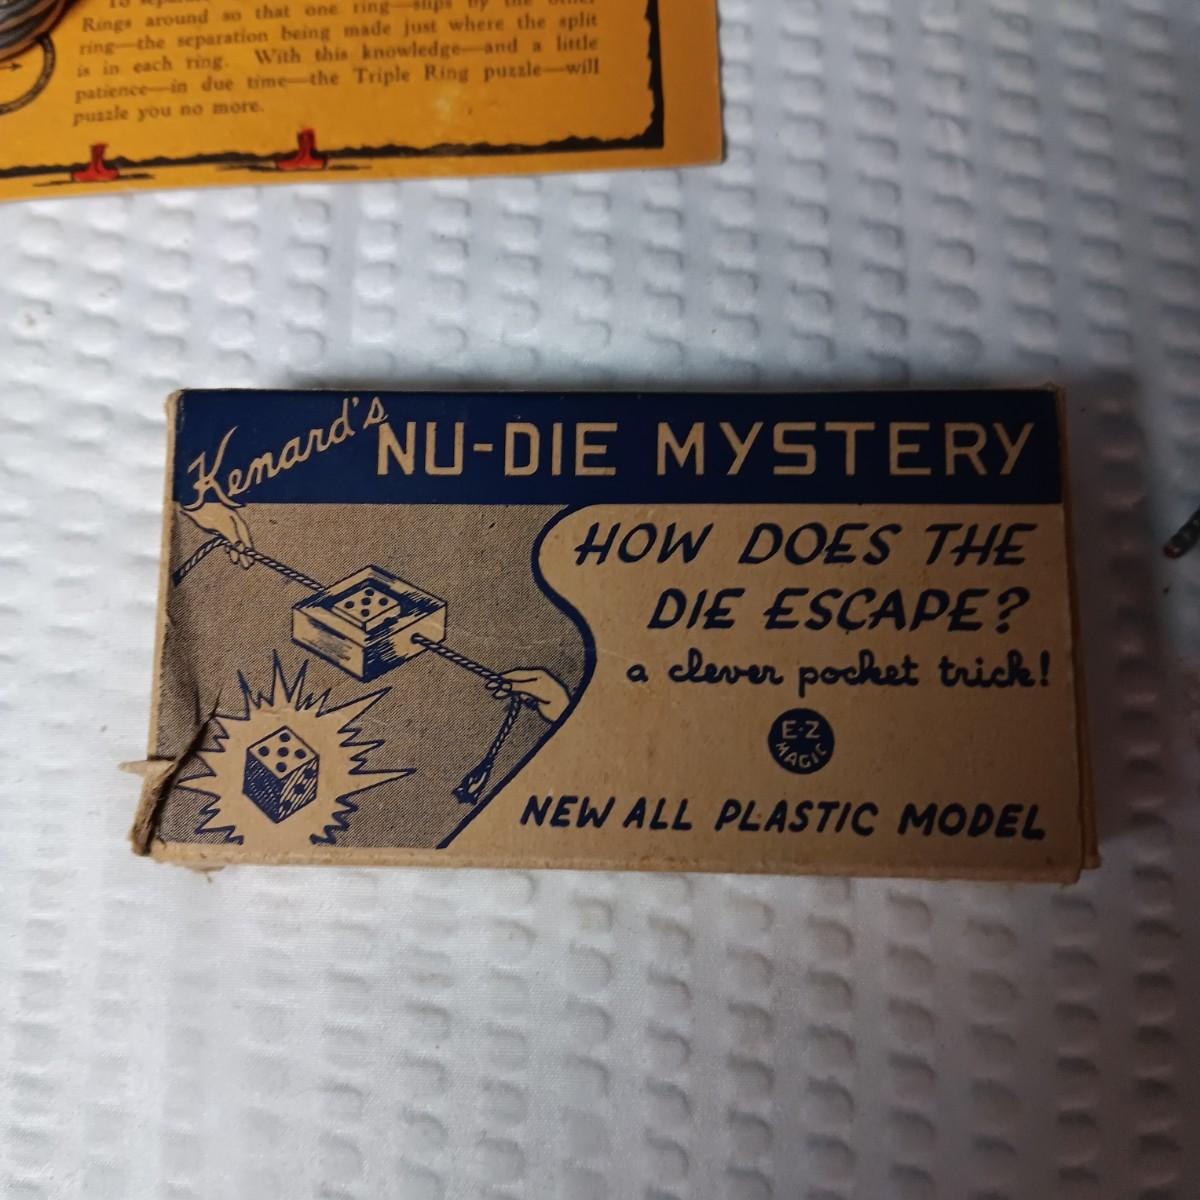 Rings around so that one ring—slips by the other
ring—the separation being made just where the split
is in each ring. With this knowledge—and a little
patience—in due time—the Triple Ring puzzle—will
puzzle you no more.
Kenard's NU-DIE MYSTERY
HOW DOES THE
DIE ESCAPE?
a clever pocket trick!
E-Z
MAGIC
NEW ALL PLASTIC MODEL